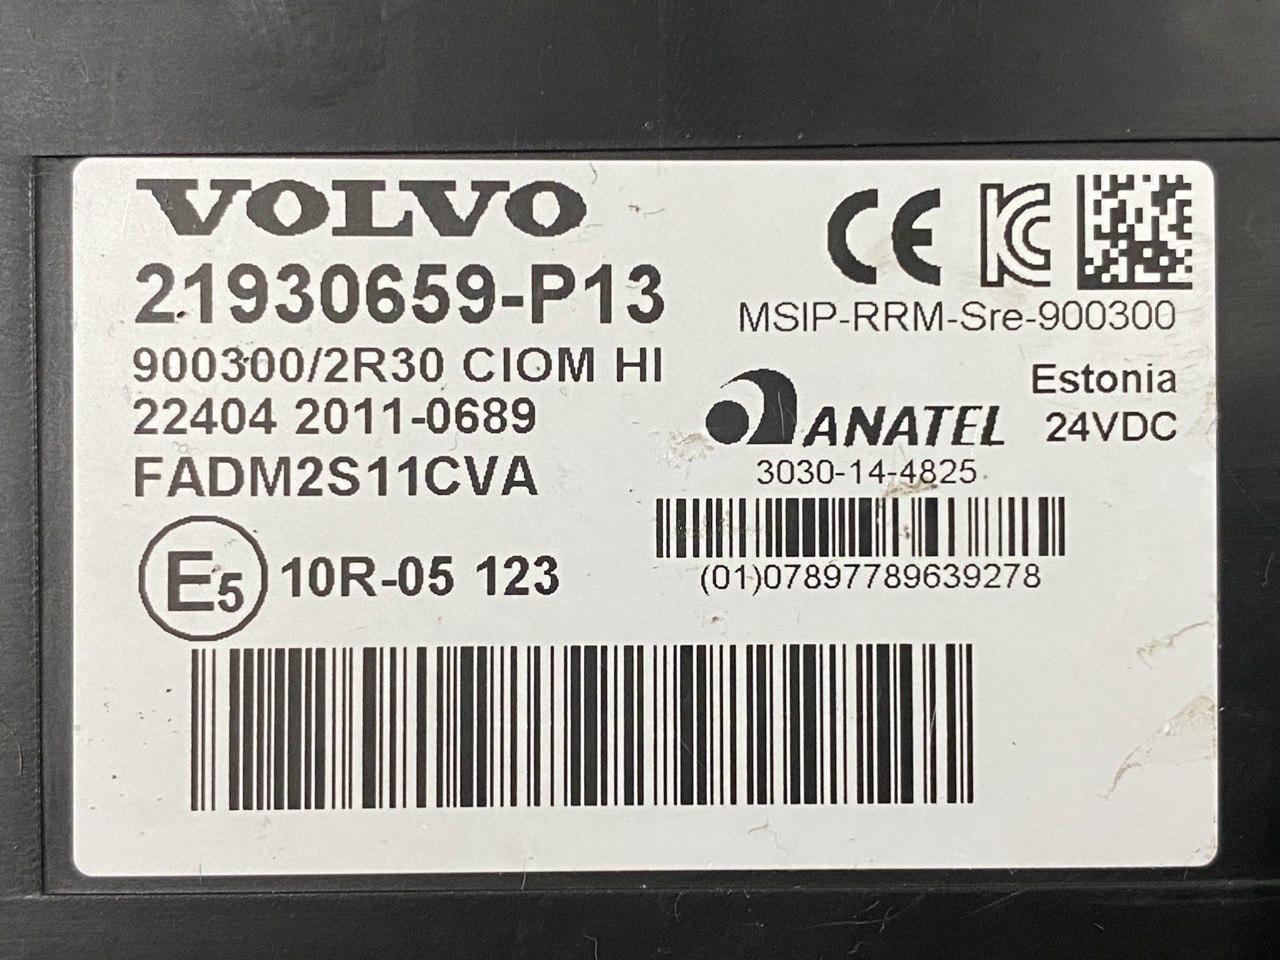 VOLVO
21930659-P13
900300/2R30 CIOM HI
22404 2011-0689
FADM2S11CVA
E5 10R-05 123
CE KC
MSIP-RRM-Sre-900300
Estonia
24VDC
ANATEL
3030-14-4825
(01)07897789639278